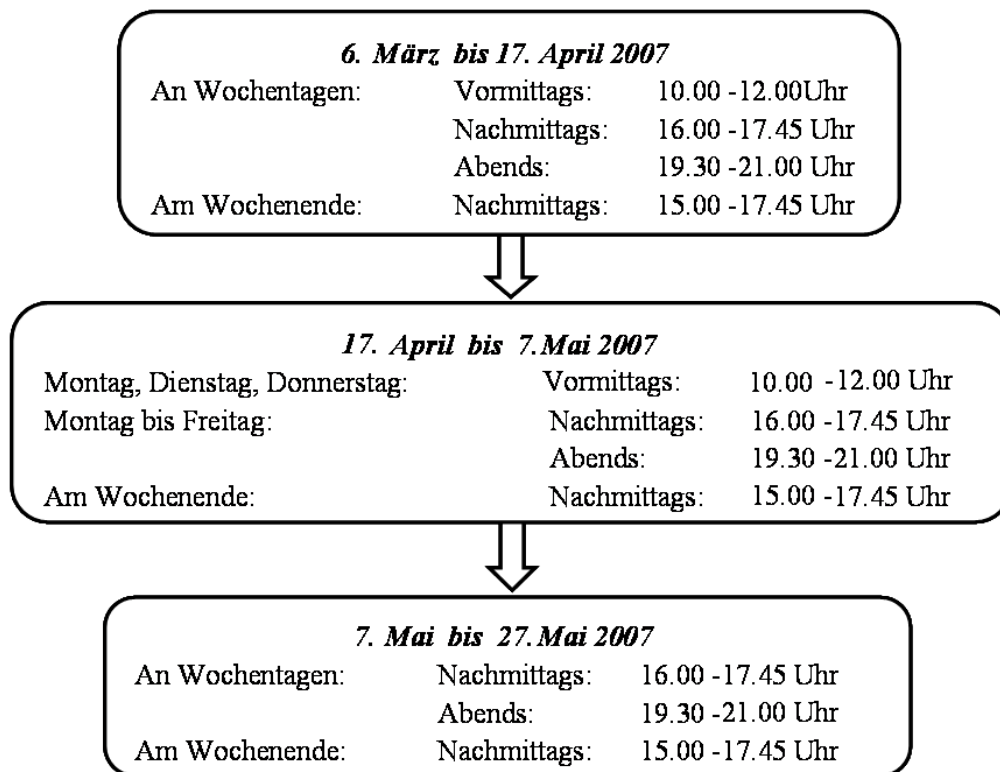 6. März bis 17. April 2007
An Wochentagen: Vormittags: 10.00 -12.00Uhr
Nachmittags: 16.00 -17.45 Uhr
Abends: 19.30 -21.00 Uhr
Am Wochenende: Nachmittags: 15.00 -17.45 Uhr
17. April bis 7.Mai 2007
Montag, Dienstag, Donnerstag: Vormittags: 10.00 -12.00 Uhr
Montag bis Freitag: Nachmittags: 16.00 -17.45 Uhr
Abends: 19.30 -21.00 Uhr
Am Wochenende: Nachmittags: 15.00 -17.45 Uhr
7. Mai bis 27.Mai 2007
An Wochentagen: Nachmittags: 16.00 -17.45 Uhr
Abends: 19.30 -21.00 Uhr
Am Wochenende: Nachmittags: 15.00 -17.45 Uhr